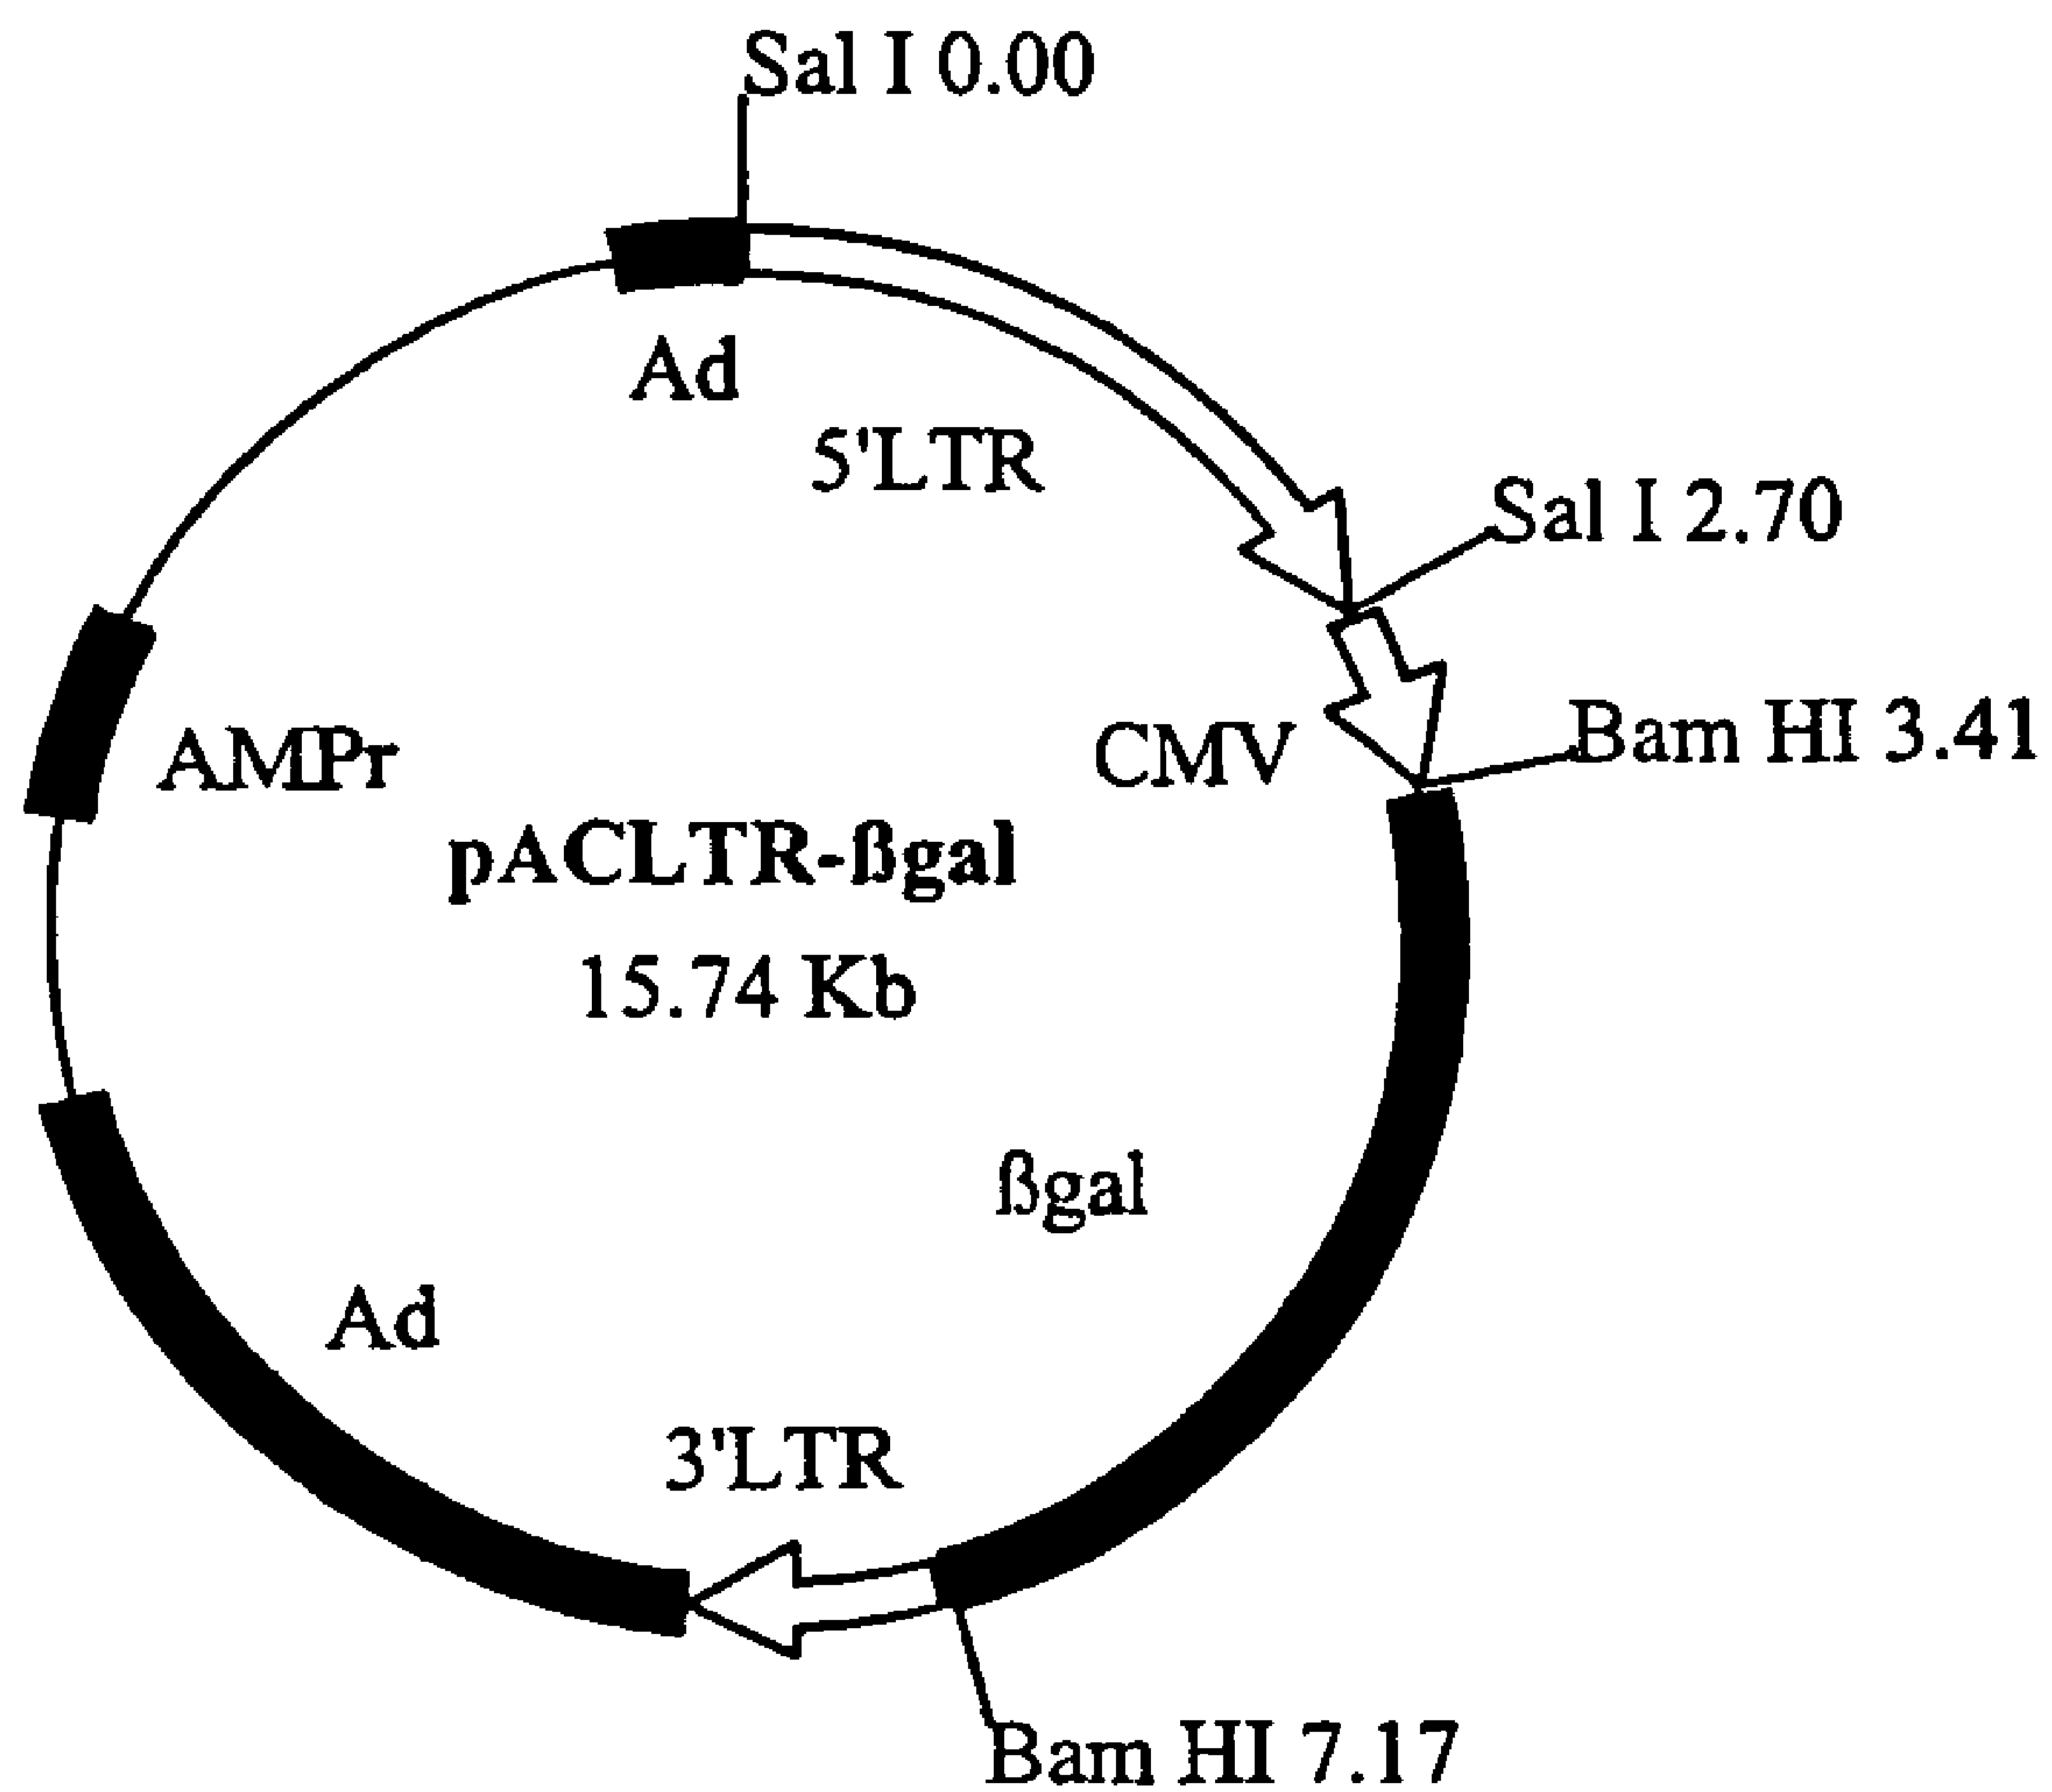 Sal I 0.00
Ad
5'LTR
Sal I 2.70
AMPr
CMV
Bam HI 3.41
pACLTR-ßgal
15.74 Kb
ßgal
Ad
3'LTR
Bam HI 7.17